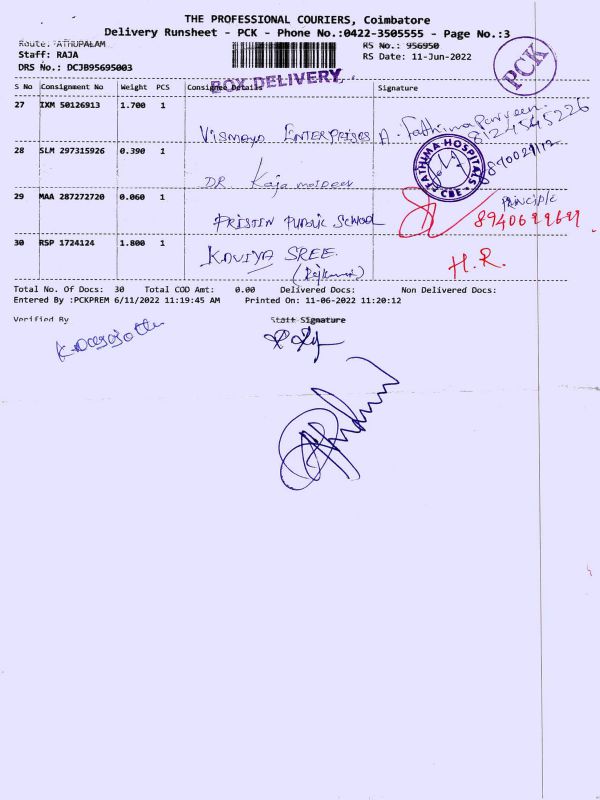 THE PROFESSIONAL COURIERS, Coimbatore
Delivery Runsheet - PCK - Phone No.:0422-3505555 - Page No.:3
Route: ATHUPALAM RS No.: 956950
Staff: RAJA RS Date: 11-Jun-2022
DRS No.: DCJB95695003
PCK
BOX DELIVERY
S No Consignment No Weight PCS Consignee Details Signature
27 IXM 50126913 1.700 1
Vismaya ENTERPRISES A. Fathima Parveen
8124545226
28 SLM 297315926 0.390 1
FATHIMA HOSPITALS CBE
DR Kaja moideen
29 MAA 287272720 0.060 1
PRISTIN PUBLIC SCHOOL Principle
30 RSP 1724124 1.800 1
KAVIYA SREE H.R.
Total No. Of Docs: 30 Total COD Amt: 0.00 Delivered Docs: Non Delivered Docs:
Entered By :PCKPREM 6/11/2022 11:19:45 AM Printed On: 11-06-2022 11:20:12
Verified By Staff Signature